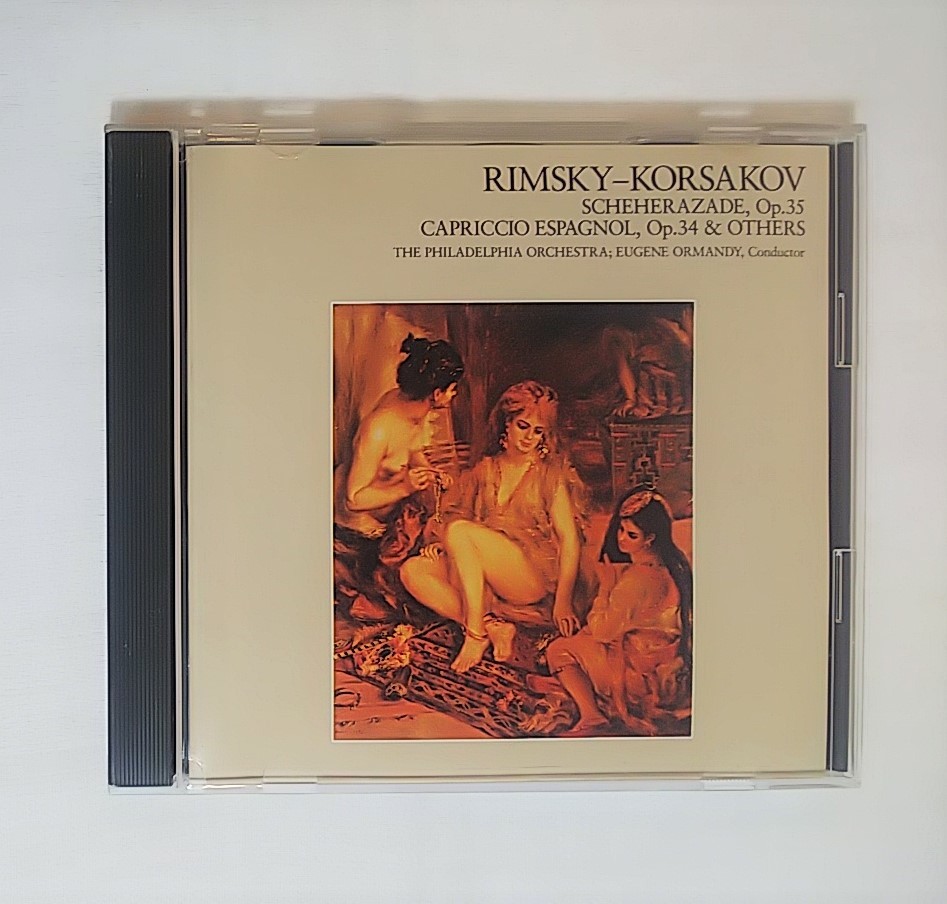 RIMSKY–KORSAKOV
SCHEHERAZADE, Op.35
CAPRICCIO ESPAGNOL, Op.34 & OTHERS
THE PHILADELPHIA ORCHESTRA; EUGENE ORMANDY, Conductor